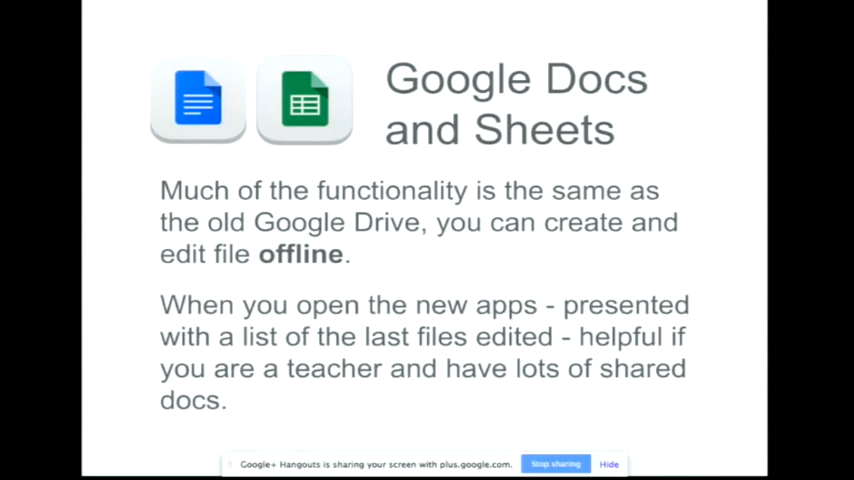 Google Docs
and Sheets
Much of the functionality is the same as
the old Google Drive, you can create and
edit file offline.
When you open the new apps - presented
with a list of the last files edited - helpful if
you are a teacher and have lots of shared
docs.
Google+ Hangouts is sharing your screen with plus.google.com. Stop sharing Hide